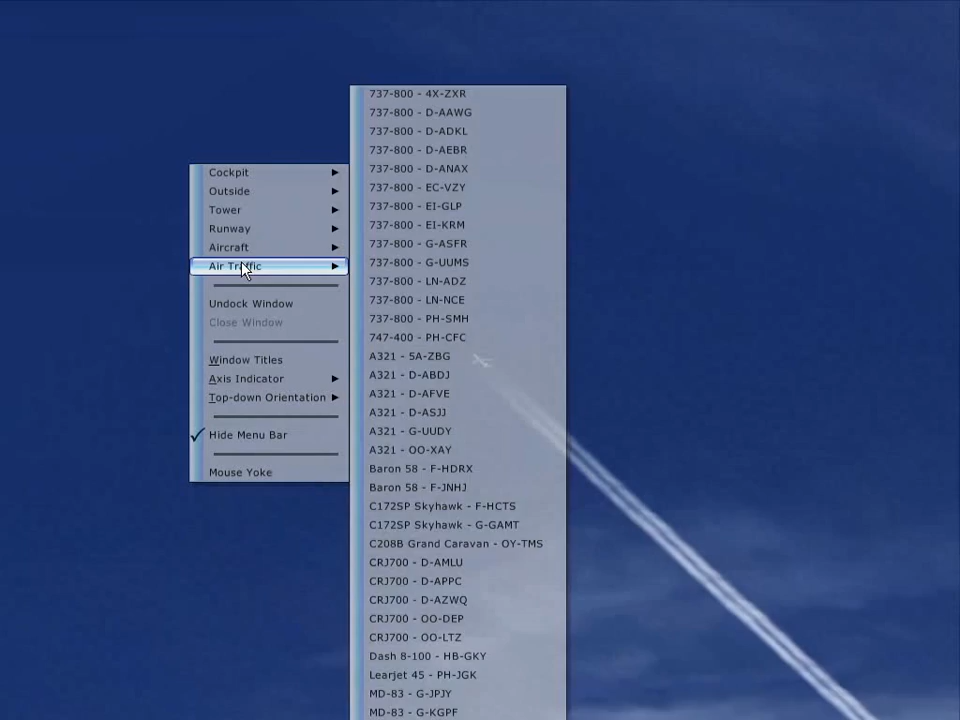 Cockpit
Outside
Tower
Runway
Aircraft
Air Traffic
Undock Window
Close Window
Window Titles
Axis Indicator
Top-down Orientation
Hide Menu Bar
Mouse Yoke
737-800 - 4X-ZXR
737-800 - D-AAWG
737-800 - D-ADKL
737-800 - D-AEBR
737-800 - D-ANAX
737-800 - EC-VZY
737-800 - EI-GLP
737-800 - EI-KRM
737-800 - G-ASFR
737-800 - G-UUMS
737-800 - LN-ADZ
737-800 - LN-NCE
737-800 - PH-SMH
747-400 - PH-CFC
A321 - 5A-ZBG
A321 - D-ABDJ
A321 - D-AFVE
A321 - D-ASJJ
A321 - G-UUDY
A321 - OO-XAY
Baron 58 - F-HDRX
Baron 58 - F-JNHJ
C172SP Skyhawk - F-HCTS
C172SP Skyhawk - G-GAMT
C208B Grand Caravan - OY-TMS
CRJ700 - D-AMLU
CRJ700 - D-APPC
CRJ700 - D-AZWQ
CRJ700 - OO-DEP
CRJ700 - OO-LTZ
Dash 8-100 - HB-GKY
Learjet 45 - PH-JGK
MD-83 - G-JPJY
MD-83 - G-KGPF